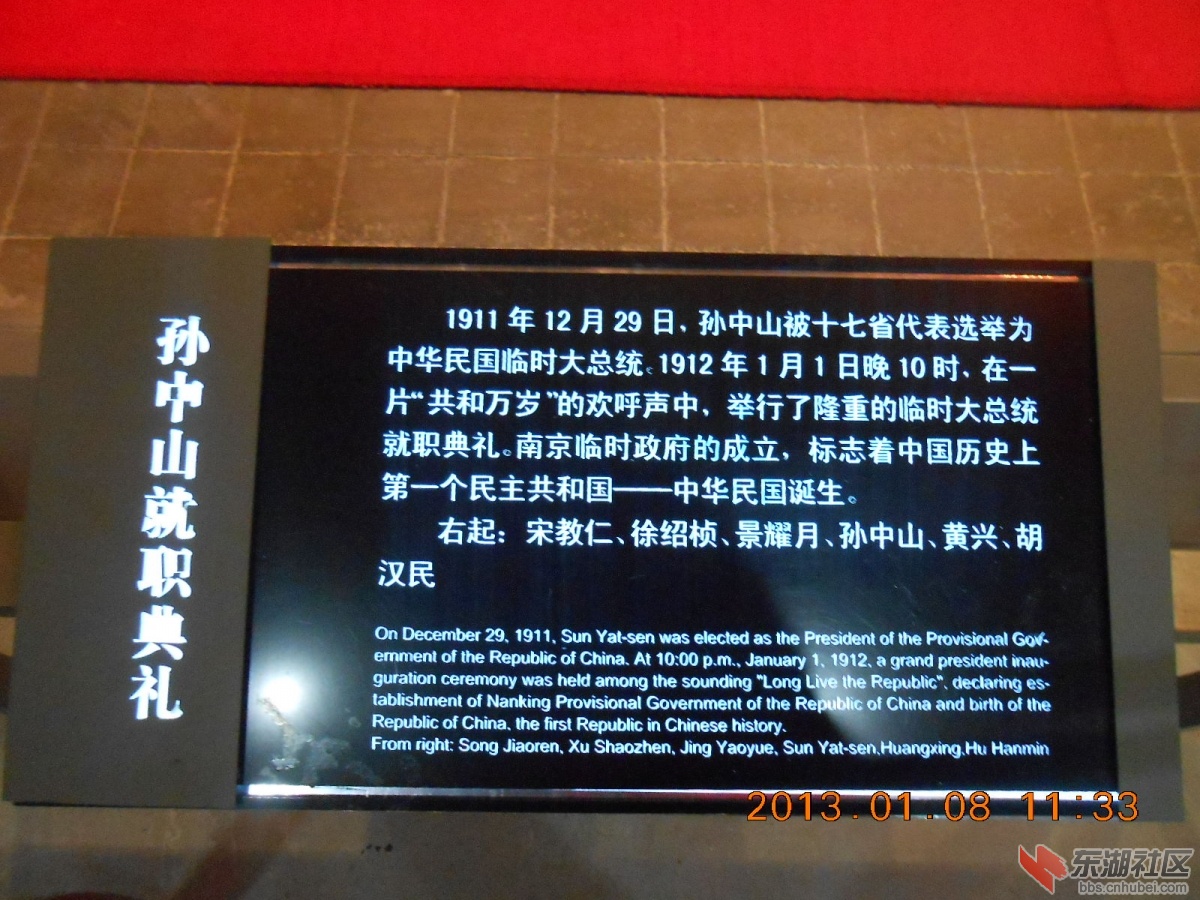 孙中山就职典礼
1911 年 12 月 29 日，孙中山被十七省代表选举为
中华民国临时大总统。1912 年 1 月 1 日晚 10 时，在一
片“共和万岁”的欢呼声中，举行了隆重的临时大总统
就职典礼。南京临时政府的成立，标志着中国历史上
第一个民主共和国——中华民国诞生。
右起：宋教仁、徐绍桢、景耀月、孙中山、黄兴、胡
汉民
On December 29, 1911, Sun Yat-sen was elected as the President of the Provisional Gov-
ernment of the Republic of China. At 10:00 p.m., January 1, 1912, a grand president inau-
guration ceremony was held among the sounding "Long Live the Republic", declaring es-
tablishment of Nanking Provisional Government of the Republic of China and birth of the
Republic of China, the first Republic in Chinese history.
From right: Song Jiaoren, Xu Shaozhen, Jing Yaoyue, Sun Yat-sen,Huangxing,Hu Hanmin
2013.01.08 11:33
东湖社区
bbs.cnhubei.com